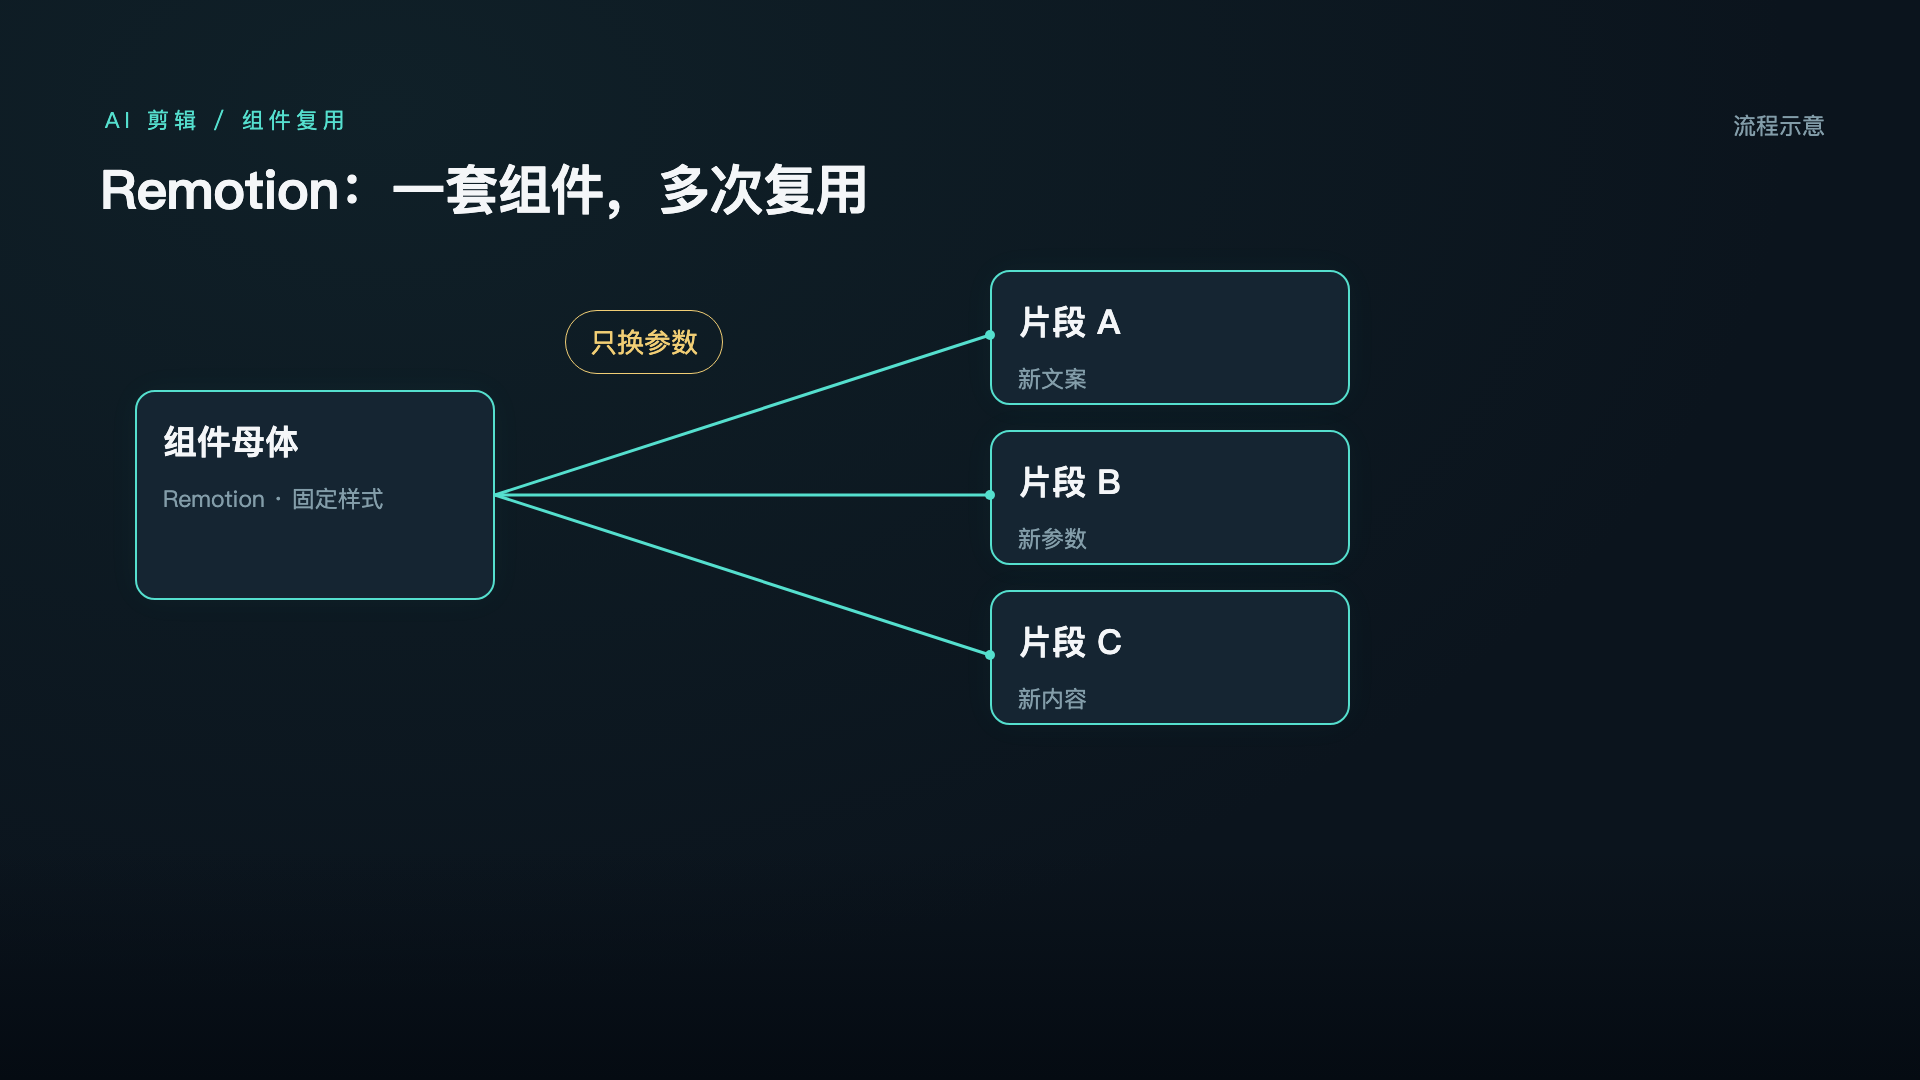 AI 剪辑 / 组件复用
流程示意
Remotion：一套组件，多次复用
只换参数
组件母体
Remotion · 固定样式
片段 A
新文案
片段 B
新参数
片段 C
新内容